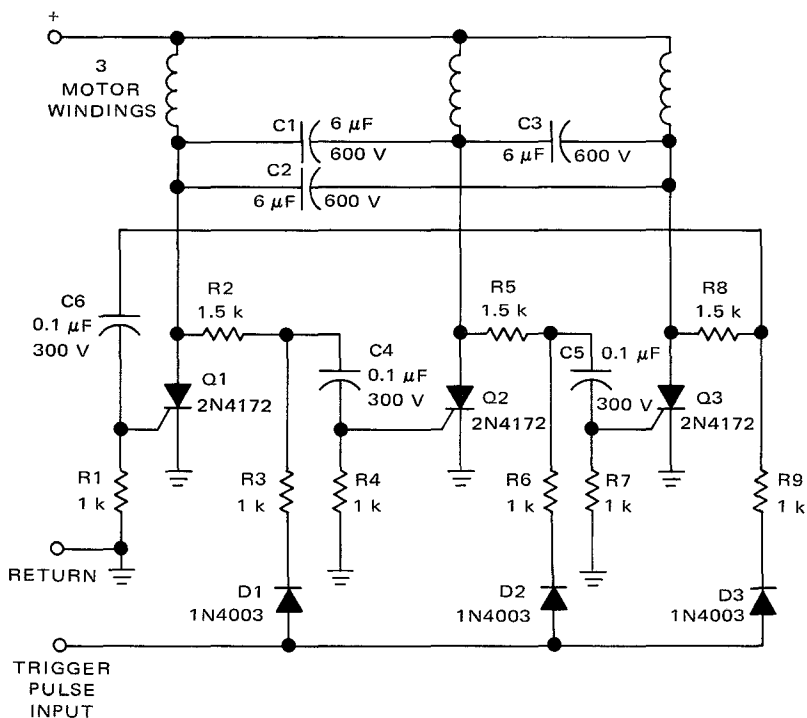 +
3
MOTOR
WINDINGS
C1
6 µF
600 V
C3
6 µF
600 V
C2
6 µF
600 V
C6
0.1 µF
300 V
R2
1.5 k
R5
1.5 k
R8
1.5 k
C4
0.1 µF
300 V
C5
0.1 µF
300 V
Q1
2N4172
Q2
2N4172
Q3
2N4172
R1
1 k
R3
1 k
R4
1 k
R6
1 k
R7
1 k
R9
1 k
RETURN
D1
1N4003
D2
1N4003
D3
1N4003
TRIGGER
PULSE
INPUT